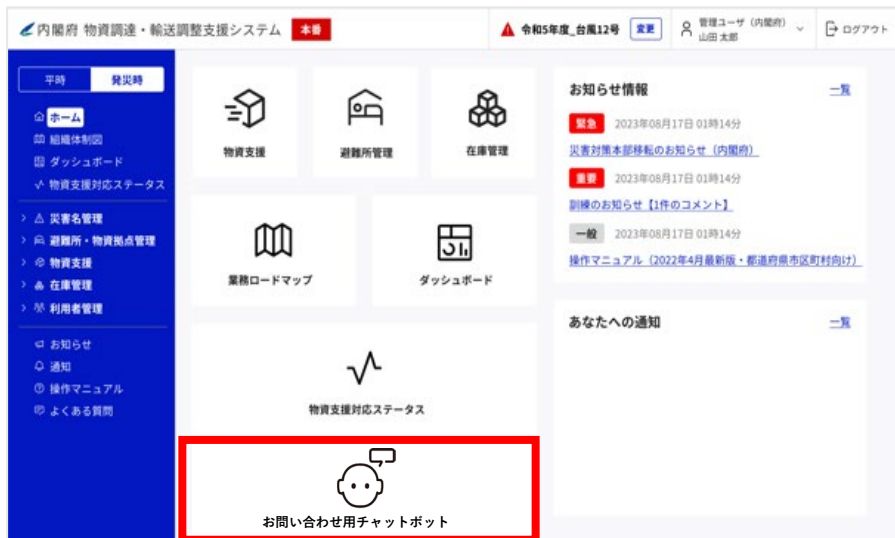 内閣府 物資調達・輸送調整支援システム 本番
令和5年度_台風12号 変更
管理ユーザ（内閣府）
山田 太郎
ログアウト
平時 発災時
ホーム
組織体制図
ダッシュボード
物資支援対応ステータス
災害名管理
避難所・物資拠点管理
物資支援
在庫管理
利用者管理
お知らせ
通知
操作マニュアル
よくある質問
物資支援 避難所管理 在庫管理
業務ロードマップ ダッシュボード
物資支援対応ステータス
お問い合わせ用チャットボット
お知らせ情報 一覧
緊急 2023年08月17日 01時14分
災害対策本部移転のお知らせ（内閣府）
重要 2023年08月17日 01時14分
訓練のお知らせ【1件のコメント】
一般 2023年08月17日 01時14分
操作マニュアル（2022年4月最新版・都道府県市区町村向け）
あなたへの通知 一覧